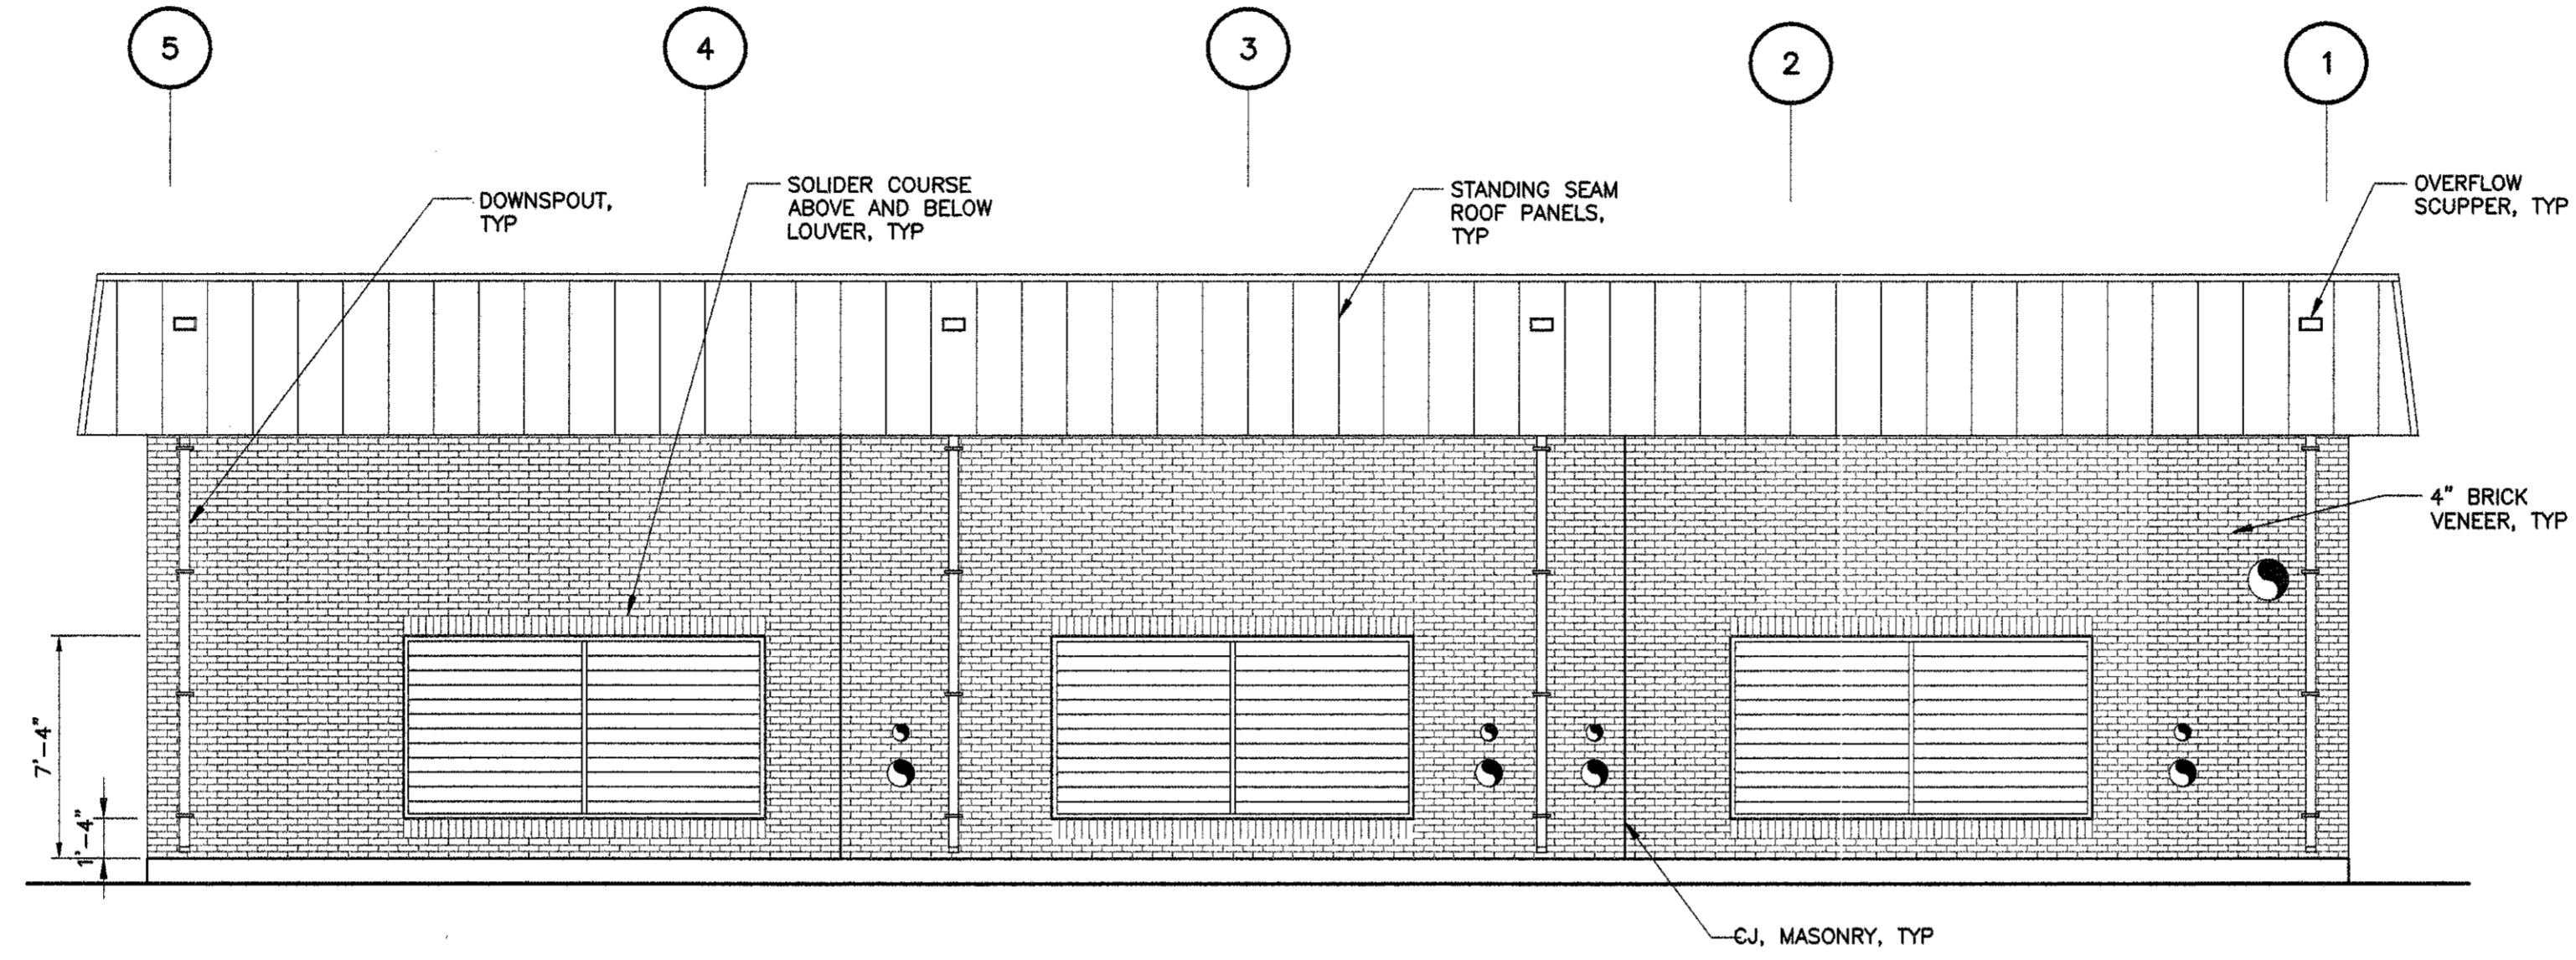 5
4
3
2
1
DOWNSPOUT,
TYP
SOLIDER COURSE
ABOVE AND BELOW
LOUVER, TYP
STANDING SEAM
ROOF PANELS,
TYP
OVERFLOW
SCUPPER, TYP
4" BRICK
VENEER, TYP
7'-4"
1'-4"
CJ, MASONRY, TYP